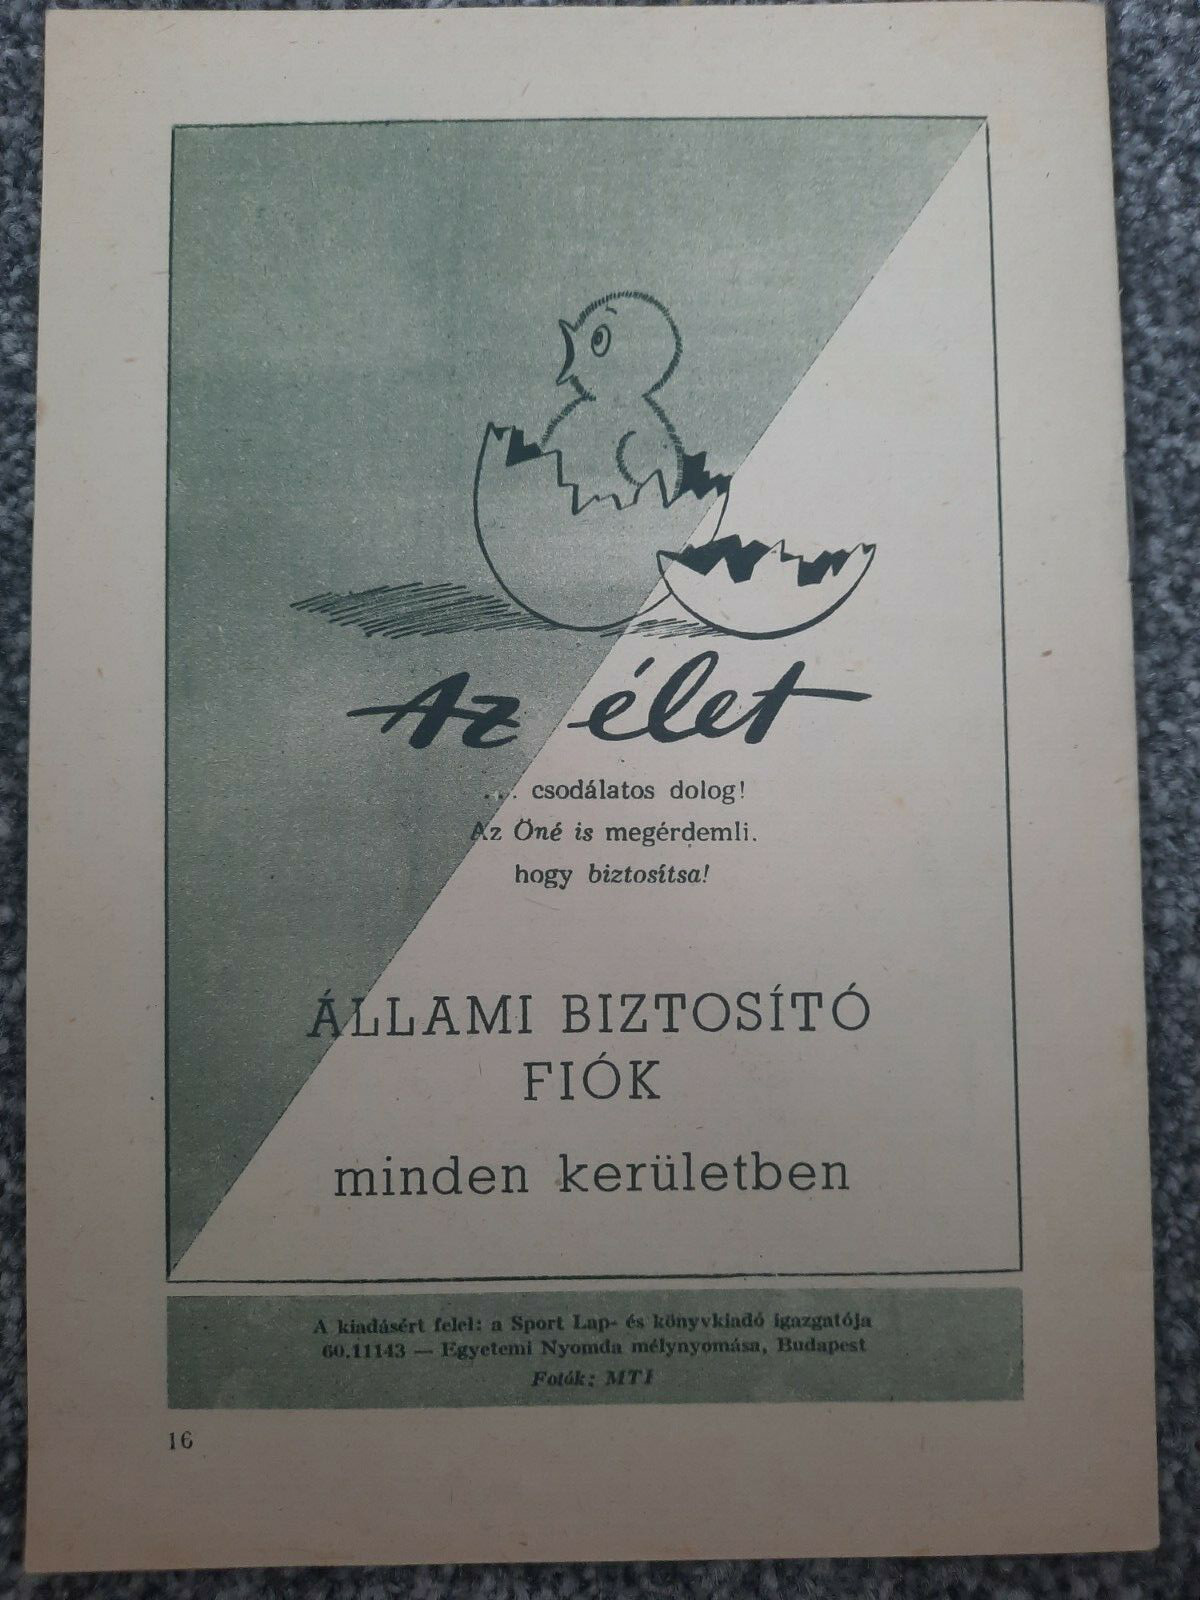 Az élet
... csodálatos dolog!
Az Öné is megérdemli.
hogy biztosítsa!
ÁLLAMI BIZTOSÍTÓ
FIÓK
minden kerületben
A kiadásért felel: a Sport Lap- és könyvkiadó igazgatója
60.11143 — Egyetemi Nyomda mélynyomása, Budapest
Fotók: MTI
16